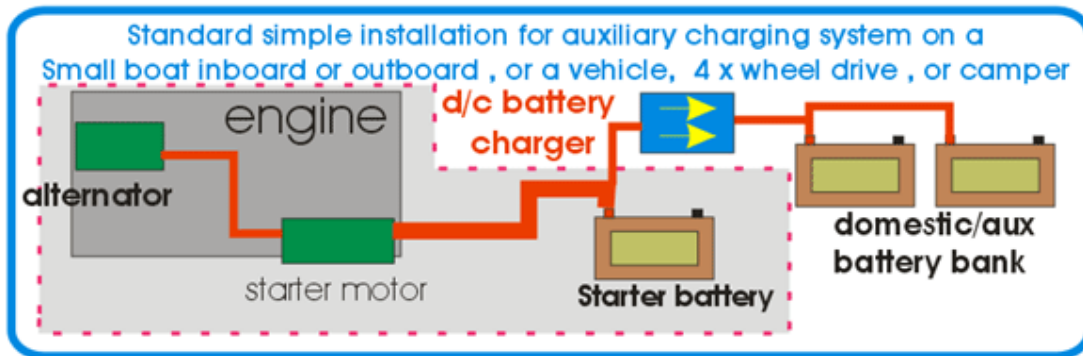 Standard simple installation for auxiliary charging system on a
Small boat inboard or outboard , or a vehicle, 4 x wheel drive , or camper
engine
d/c battery
charger
alternator
starter motor
Starter battery
domestic/aux
battery bank